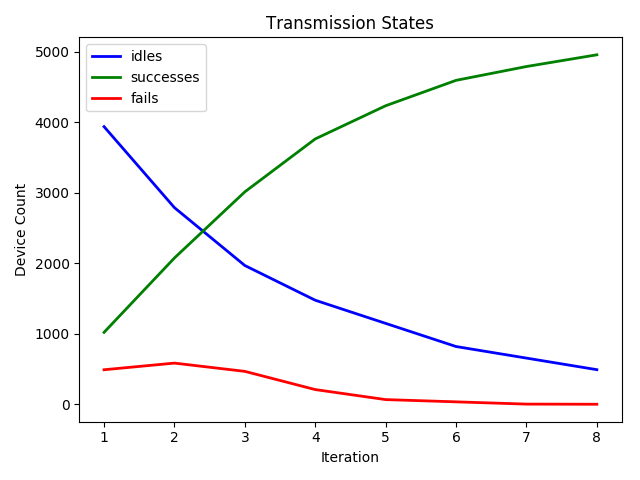 Transmission States
idles
successes
fails
Device Count
5000
4000
3000
2000
1000
0
1 2 3 4 5 6 7 8
Iteration